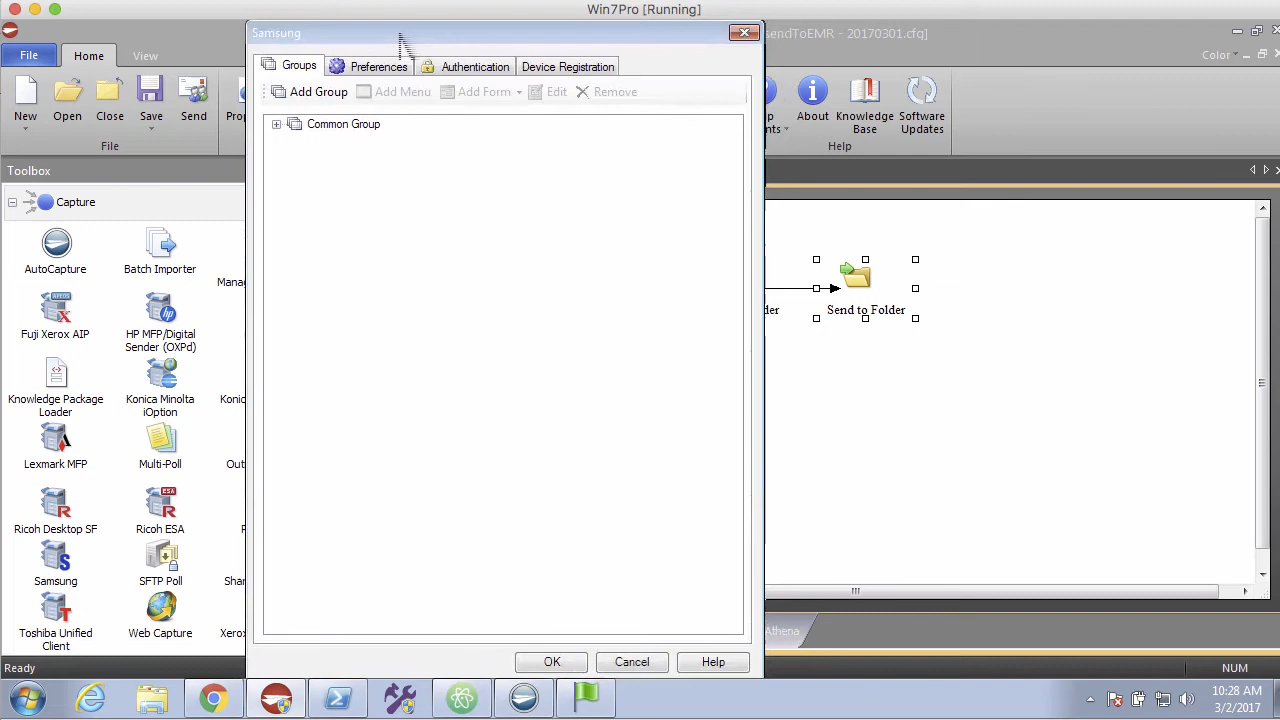 Win7Pro [Running]
Samsung
sendToEMR - 20170301.cfg]
File
Home
View
Color
Groups
Preferences
Authentication
Device Registration
New
Open
Close
Save
Send
Add Group
Add Menu
Add Form
Edit
Remove
About
Knowledge
Base
Software
Updates
File
Help
Common Group
Toolbox
Capture
AutoCapture
Batch Importer
Fuji Xerox AIP
HP MFP/Digital
Sender (OXPd)
Send to Folder
Knowledge Package
Loader
Konica Minolta
iOption
Lexmark MFP
Multi-Poll
Ricoh Desktop SF
Ricoh ESA
Samsung
SFTP Poll
Toshiba Unity
Client
Web Capture
Athena
OK
Cancel
Help
Ready
NUM
10:28 AM
3/2/2017